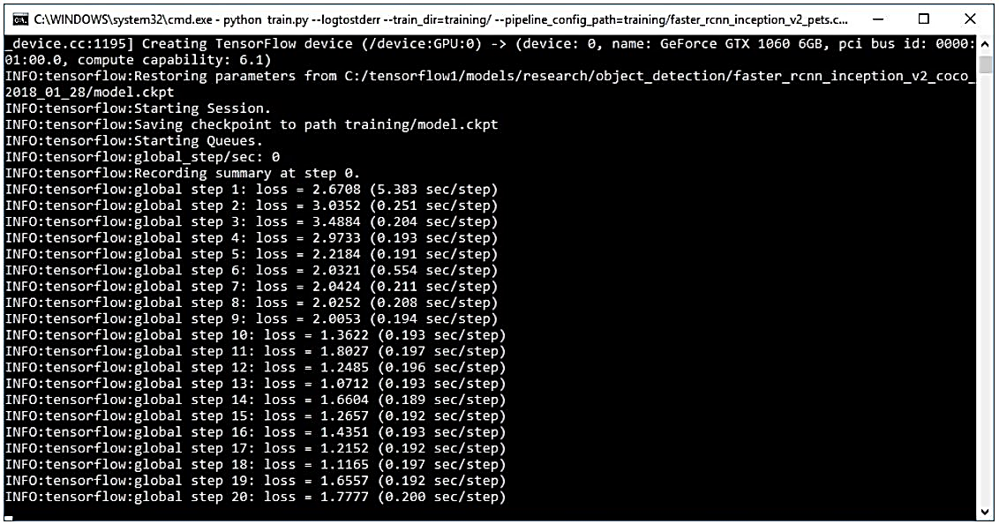 C:\WINDOWS\system32\cmd.exe - python  train.py --logtostderr --train_dir=training/ --pipeline_config_path=training/faster_rcnn_inception_v2_pets.c...
_device.cc:1195] Creating TensorFlow device (/device:GPU:0) -> (device: 0, name: GeForce GTX 1060 6GB, pci bus id: 0000:
01:00.0, compute capability: 6.1)
INFO:tensorflow:Restoring parameters from C:/tensorflow1/models/research/object_detection/faster_rcnn_inception_v2_coco_
2018_01_28/model.ckpt
INFO:tensorflow:Starting Session.
INFO:tensorflow:Saving checkpoint to path training/model.ckpt
INFO:tensorflow:Starting Queues.
INFO:tensorflow:global_step/sec: 0
INFO:tensorflow:Recording summary at step 0.
INFO:tensorflow:global step 1: loss = 2.6708 (5.383 sec/step)
INFO:tensorflow:global step 2: loss = 3.0352 (0.251 sec/step)
INFO:tensorflow:global step 3: loss = 3.4884 (0.204 sec/step)
INFO:tensorflow:global step 4: loss = 2.9733 (0.193 sec/step)
INFO:tensorflow:global step 5: loss = 2.2184 (0.191 sec/step)
INFO:tensorflow:global step 6: loss = 2.0321 (0.554 sec/step)
INFO:tensorflow:global step 7: loss = 2.0424 (0.211 sec/step)
INFO:tensorflow:global step 8: loss = 2.0252 (0.208 sec/step)
INFO:tensorflow:global step 9: loss = 2.0053 (0.194 sec/step)
INFO:tensorflow:global step 10: loss = 1.3622 (0.193 sec/step)
INFO:tensorflow:global step 11: loss = 1.8027 (0.197 sec/step)
INFO:tensorflow:global step 12: loss = 1.2485 (0.196 sec/step)
INFO:tensorflow:global step 13: loss = 1.0712 (0.193 sec/step)
INFO:tensorflow:global step 14: loss = 1.6604 (0.189 sec/step)
INFO:tensorflow:global step 15: loss = 1.2657 (0.192 sec/step)
INFO:tensorflow:global step 16: loss = 1.4351 (0.193 sec/step)
INFO:tensorflow:global step 17: loss = 1.2152 (0.192 sec/step)
INFO:tensorflow:global step 18: loss = 1.1165 (0.197 sec/step)
INFO:tensorflow:global step 19: loss = 1.6557 (0.192 sec/step)
INFO:tensorflow:global step 20: loss = 1.7777 (0.200 sec/step)